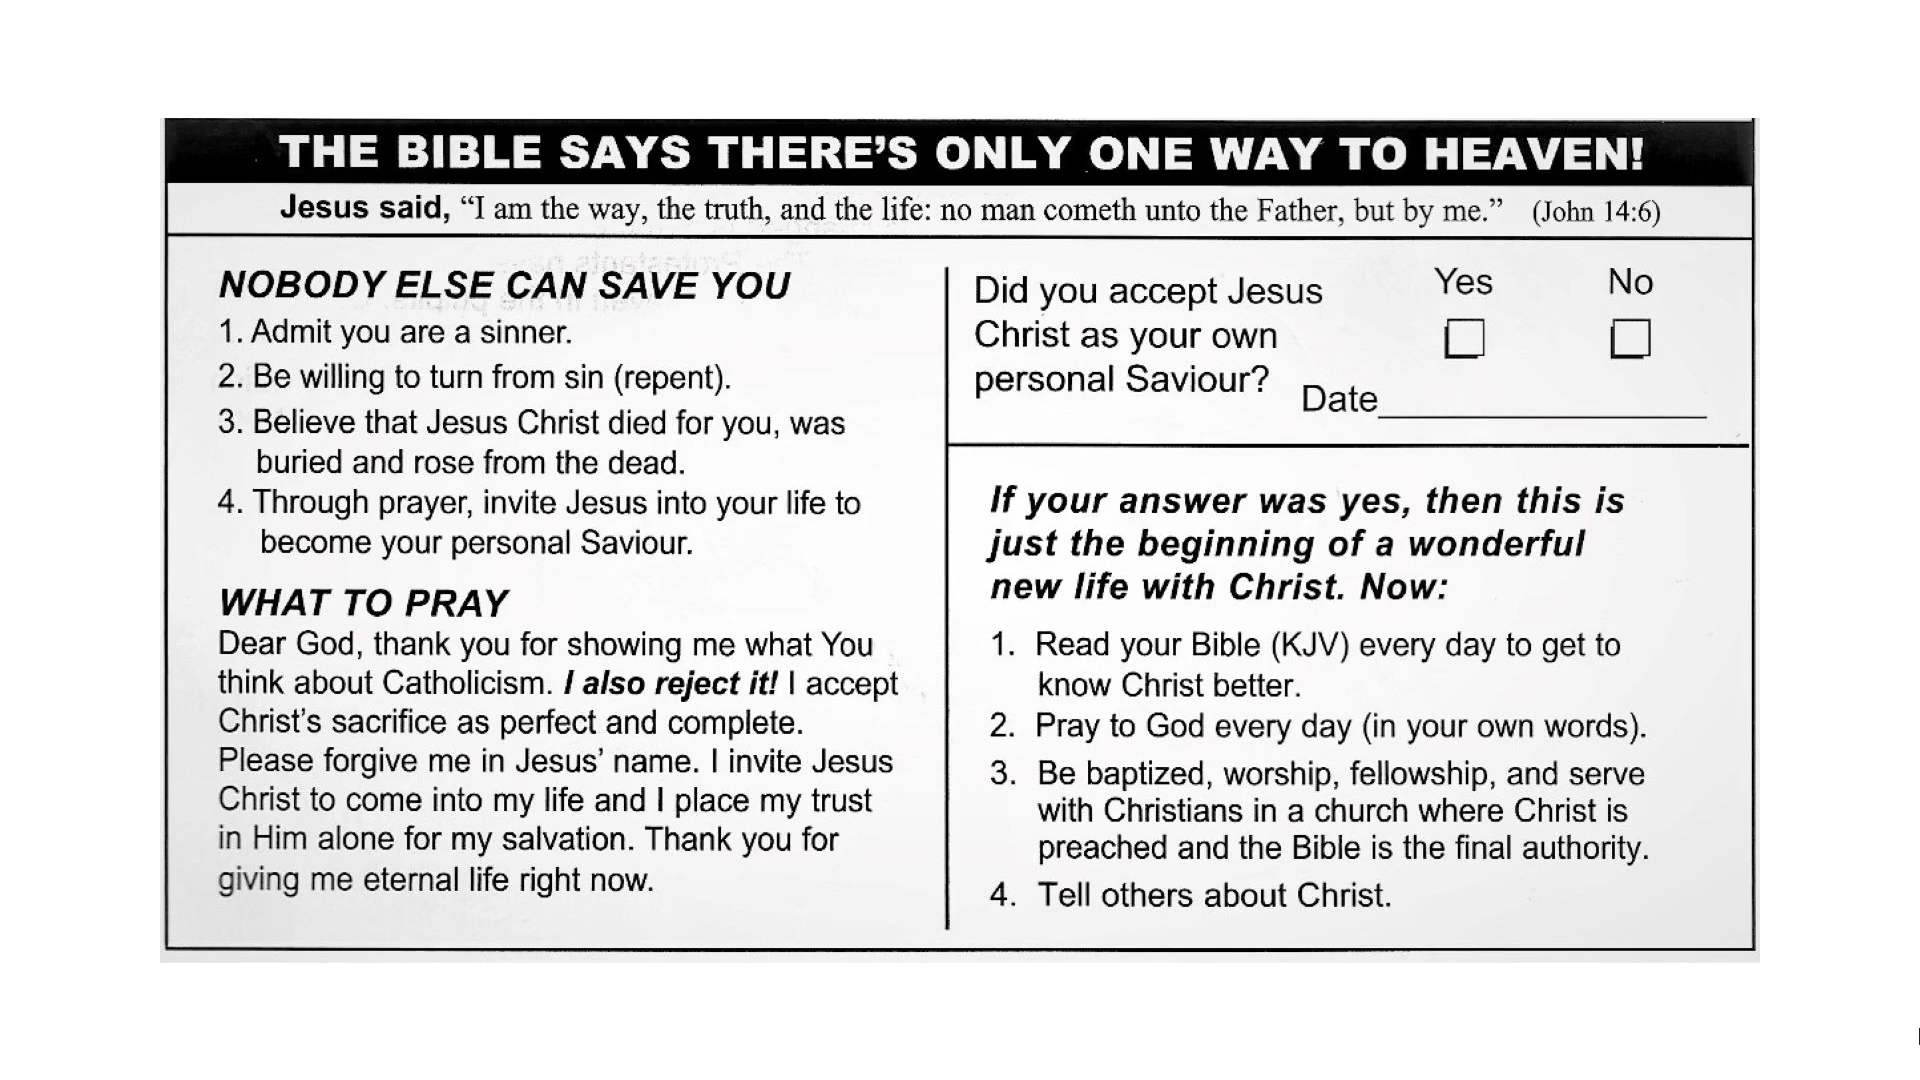 THE BIBLE SAYS THERE'S ONLY ONE WAY TO HEAVEN!
Jesus said, “I am the way, the truth, and the life: no man cometh unto the Father, but by me.” (John 14:6)
NOBODY ELSE CAN SAVE YOU
1. Admit you are a sinner.
2. Be willing to turn from sin (repent).
3. Believe that Jesus Christ died for you, was
buried and rose from the dead.
4. Through prayer, invite Jesus into your life to
become your personal Saviour.
WHAT TO PRAY
Dear God, thank you for showing me what You
think about Catholicism. I also reject it! I accept
Christ's sacrifice as perfect and complete.
Please forgive me in Jesus' name. I invite Jesus
Christ to come into my life and I place my trust
in Him alone for my salvation. Thank you for
giving me eternal life right now.
Did you accept Jesus
Christ as your own
personal Saviour?
Yes No
Date
If your answer was yes, then this is
just the beginning of a wonderful
new life with Christ. Now:
1. Read your Bible (KJV) every day to get to
know Christ better.
2. Pray to God every day (in your own words).
3. Be baptized, worship, fellowship, and serve
with Christians in a church where Christ is
preached and the Bible is the final authority.
4. Tell others about Christ.